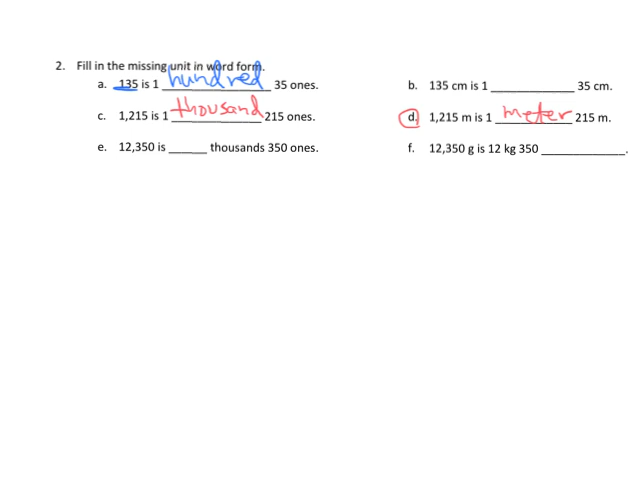 2. Fill in the missing unit in word form.
a. 135 is 1 hundred 35 ones.
b. 135 cm is 1 ____________ 35 cm.
c. 1,215 is 1 thousand 215 ones.
d. 1,215 m is 1 meter 215 m.
e. 12,350 is _____ thousands 350 ones.
f. 12,350 g is 12 kg 350 ____________.